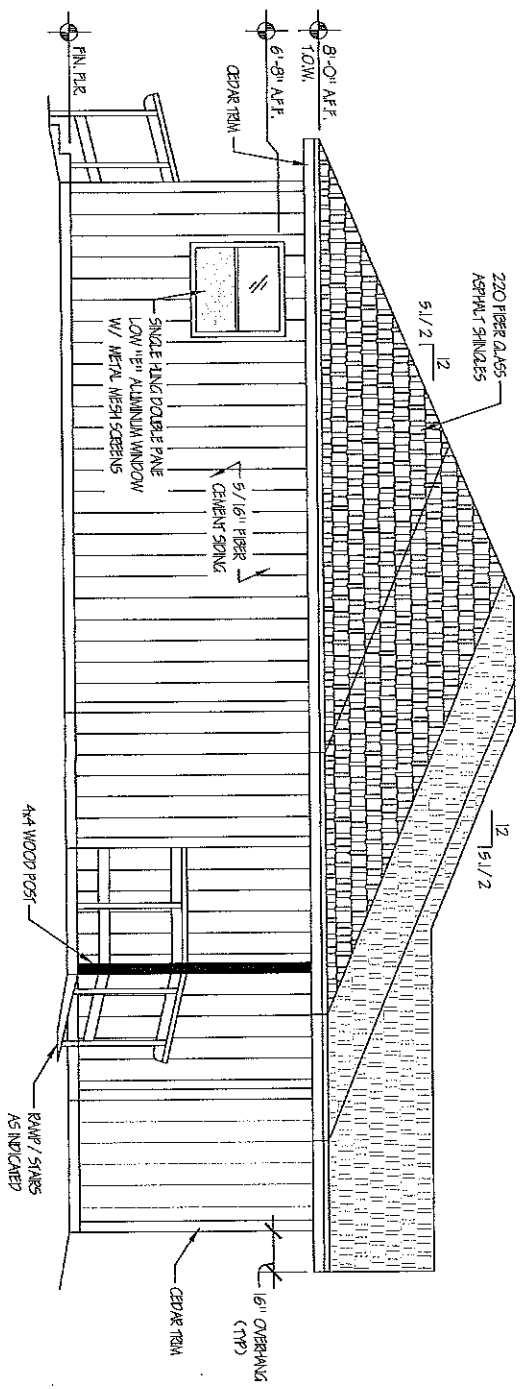 FIN. FLR.
6'-8" A.F.F.
8'-0" A.F.F.
T.O.W.
CEDAR TRIM
220 FIBER GLASS
ASPHALT SHINGLES
12
5.1/2
SINGLE HUNG DOUBLE PANE
LOW "E" ALUMINUM WINDOW
W/ METAL MESH SCREENS
5/16" FIBER
CEMENT SIDING
12
5.1/2
4x4 WOOD POST
RAMP / STAIRS
AS INDICATED
CEDAR TRIM
16" OVERHANG
(TYP)